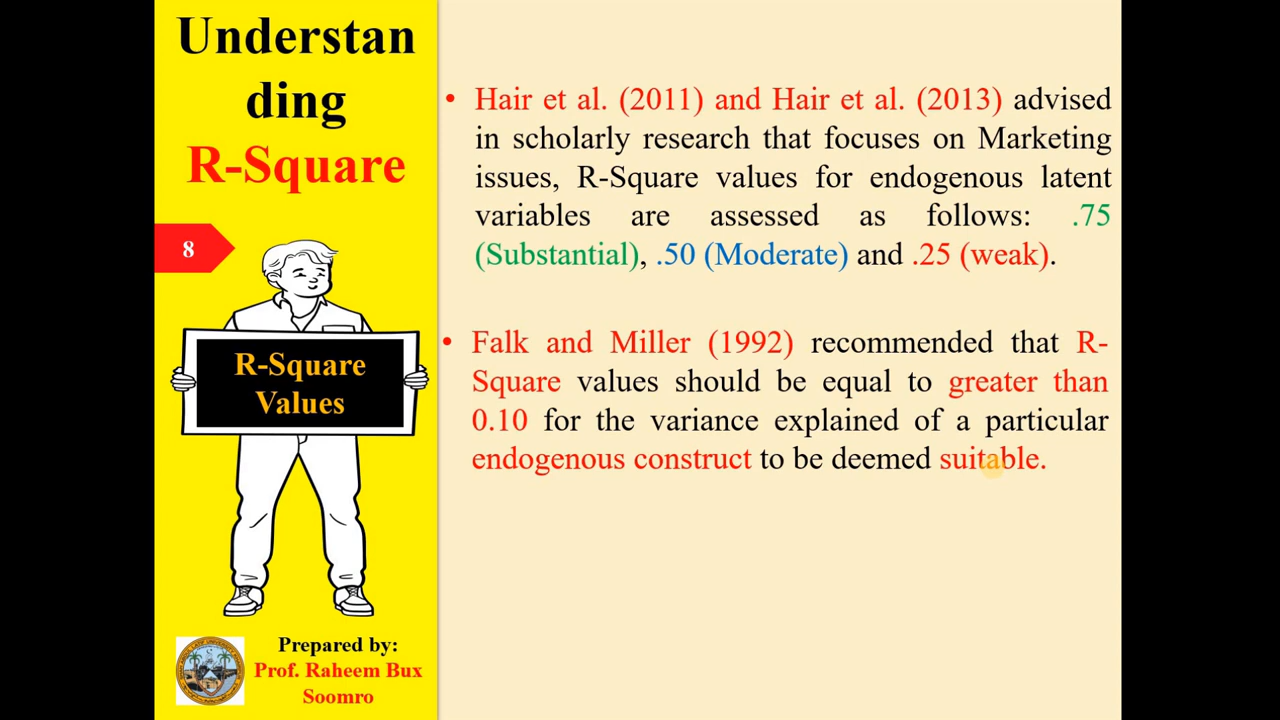 Understan
ding
R-Square
8
R-Square
Values
Prepared by:
Prof. Raheem Bux
Soomro
• Hair et al. (2011) and Hair et al. (2013) advised
in scholarly research that focuses on Marketing
issues, R-Square values for endogenous latent
variables are assessed as follows: .75
(Substantial), .50 (Moderate) and .25 (weak).
• Falk and Miller (1992) recommended that R-
Square values should be equal to greater than
0.10 for the variance explained of a particular
endogenous construct to be deemed suitable.